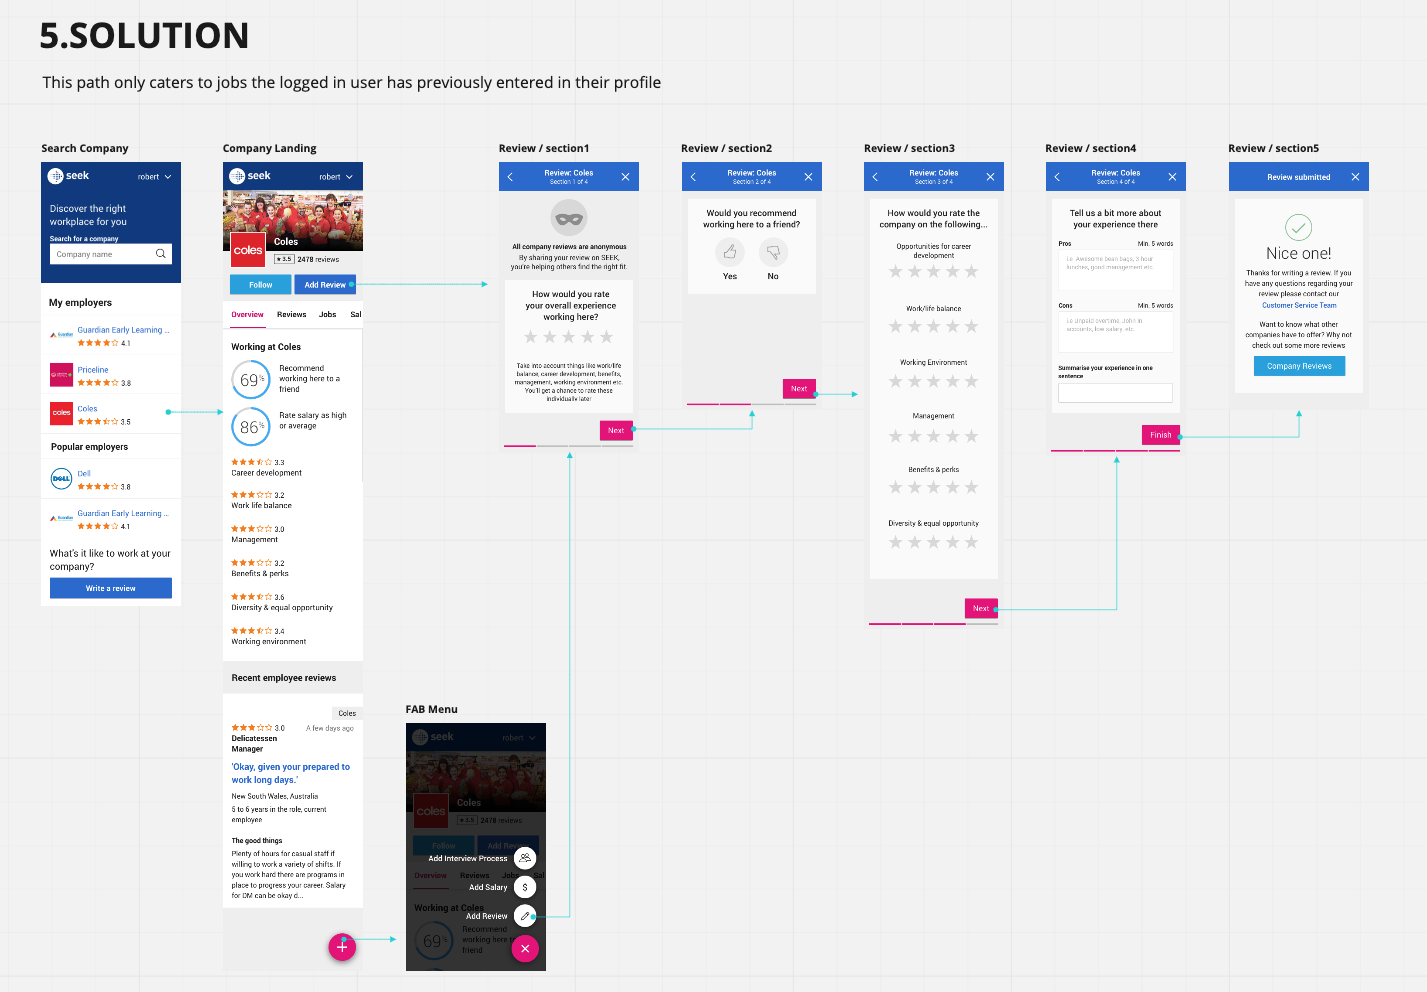 5.SOLUTION
This path only caters to jobs the logged in user has previously entered in their profile
Search Company
seek
robert
Discover the right
workplace for you
Search for a company
Company name
My employers
Guardian Early Learning ...
4.1
Priceline
3.8
coles
Coles
3.5
Popular employers
DELL
Dell
3.8
Guardian Early Learning ...
4.1
What's it like to work at your
company?
Write a review
Company Landing
seek
robert
coles
Coles
★ 3.5
2478 reviews
Follow
Add Review
Overview
Reviews
Jobs
Sal
Working at Coles
69%
Recommend
working here to a
friend
86%
Rate salary as high
or average
3.3
Career development
3.2
Work life balance
3.0
Management
3.2
Benefits & perks
3.6
Diversity & equal opportunity
3.4
Working environment
Recent employee reviews
Coles
3.0
A few days ago
Delicatessen
Manager
'Okay, given your prepared to
work long days.'
New South Wales, Australia
5 to 6 years in the role, current
employee
The good things
Plenty of hours for casual staff if
willing to work a variety of shifts. If
you work hard there are programs in
place to progress your career. Salary
for DM can be okay d...
FAB Menu
seek
robert
coles
Coles
★ 3.5
2478 reviews
Follow
Add Review
Add Interview Process
Overview
Reviews
Jobs
Sal
Add Salary
$
Working at Coles
Add Review
69%
Recommend
working here to a
friend
Review / section1
Review: Coles
Section 1 of 4
All company reviews are anonymous
By sharing your review on SEEK,
you're helping others find the right fit.
How would you rate
your overall experience
working here?
Take into account things like work/life
balance, career development, benefits,
management, working environment etc.
You'll get a chance to rate these
individually later
Next
Review / section2
Review: Coles
Section 2 of 4
Would you recommend
working here to a friend?
Yes
No
Next
Review / section3
Review: Coles
Section 3 of 4
How would you rate the
company on the following...
Opportunities for career
development
Work/life balance
Working Environment
Management
Benefits & perks
Diversity & equal opportunity
Next
Review / section4
Review: Coles
Section 4 of 4
Tell us a bit more about
your experience there
Pros
Min. 5 words
i.e. Awesome bean bags, 3 hour
lunches, good management etc.
Cons
Min. 5 words
i.e Unpaid overtime, John in
accounts, low salary. etc.
Summarise your experience in one
sentence
Finish
Review / section5
Review submitted
Nice one!
Thanks for writing a review. If you
have any questions regarding your
review please contact our
Customer Service Team
Want to know what other
companies have to offer? Why not
check out some more reviews
Company Reviews